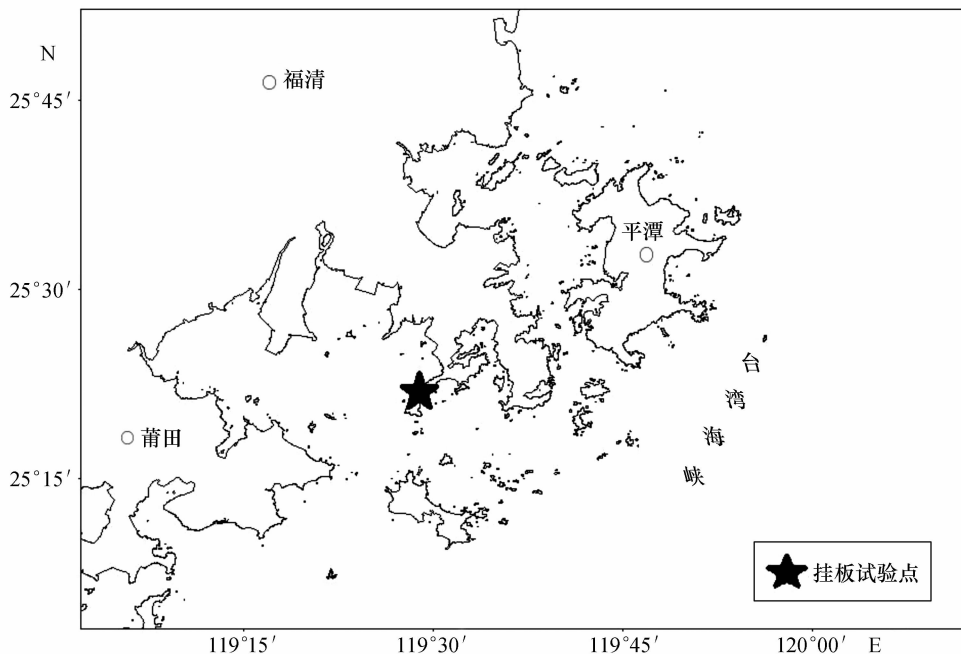 N
福清
25°45′
平潭
25°30′
台
湾
海
峡
莆田
25°15′
挂板试验点
119°15′
119°30′
119°45′
120°00′
E